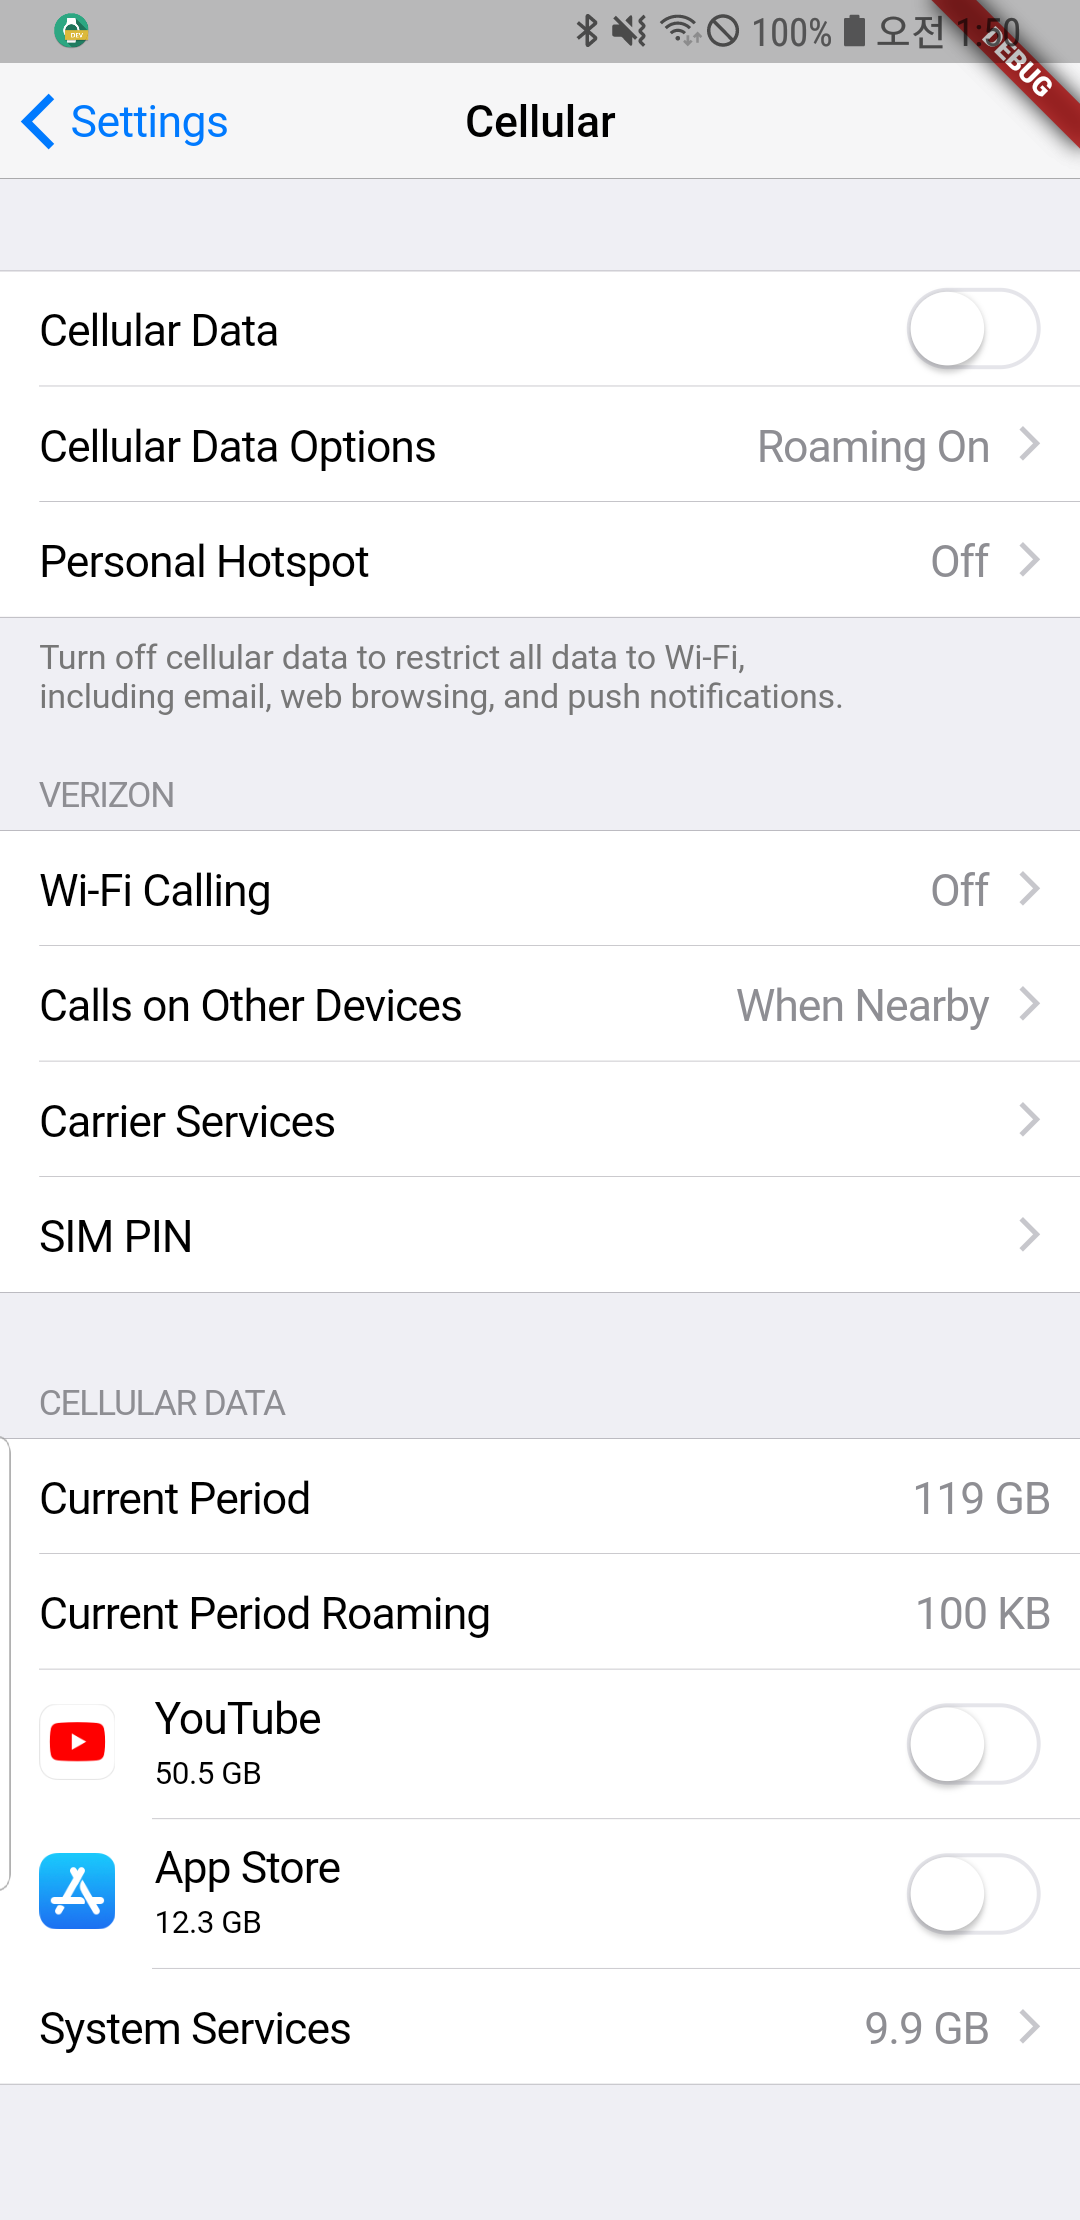 100% 오전 1:50
DEBUG
Settings
Cellular
Cellular Data
Cellular Data Options Roaming On
Personal Hotspot Off
Turn off cellular data to restrict all data to Wi-Fi,
including email, web browsing, and push notifications.
VERIZON
Wi-Fi Calling Off
Calls on Other Devices When Nearby
Carrier Services
SIM PIN
CELLULAR DATA
Current Period 119 GB
Current Period Roaming 100 KB
YouTube
50.5 GB
App Store
12.3 GB
System Services 9.9 GB